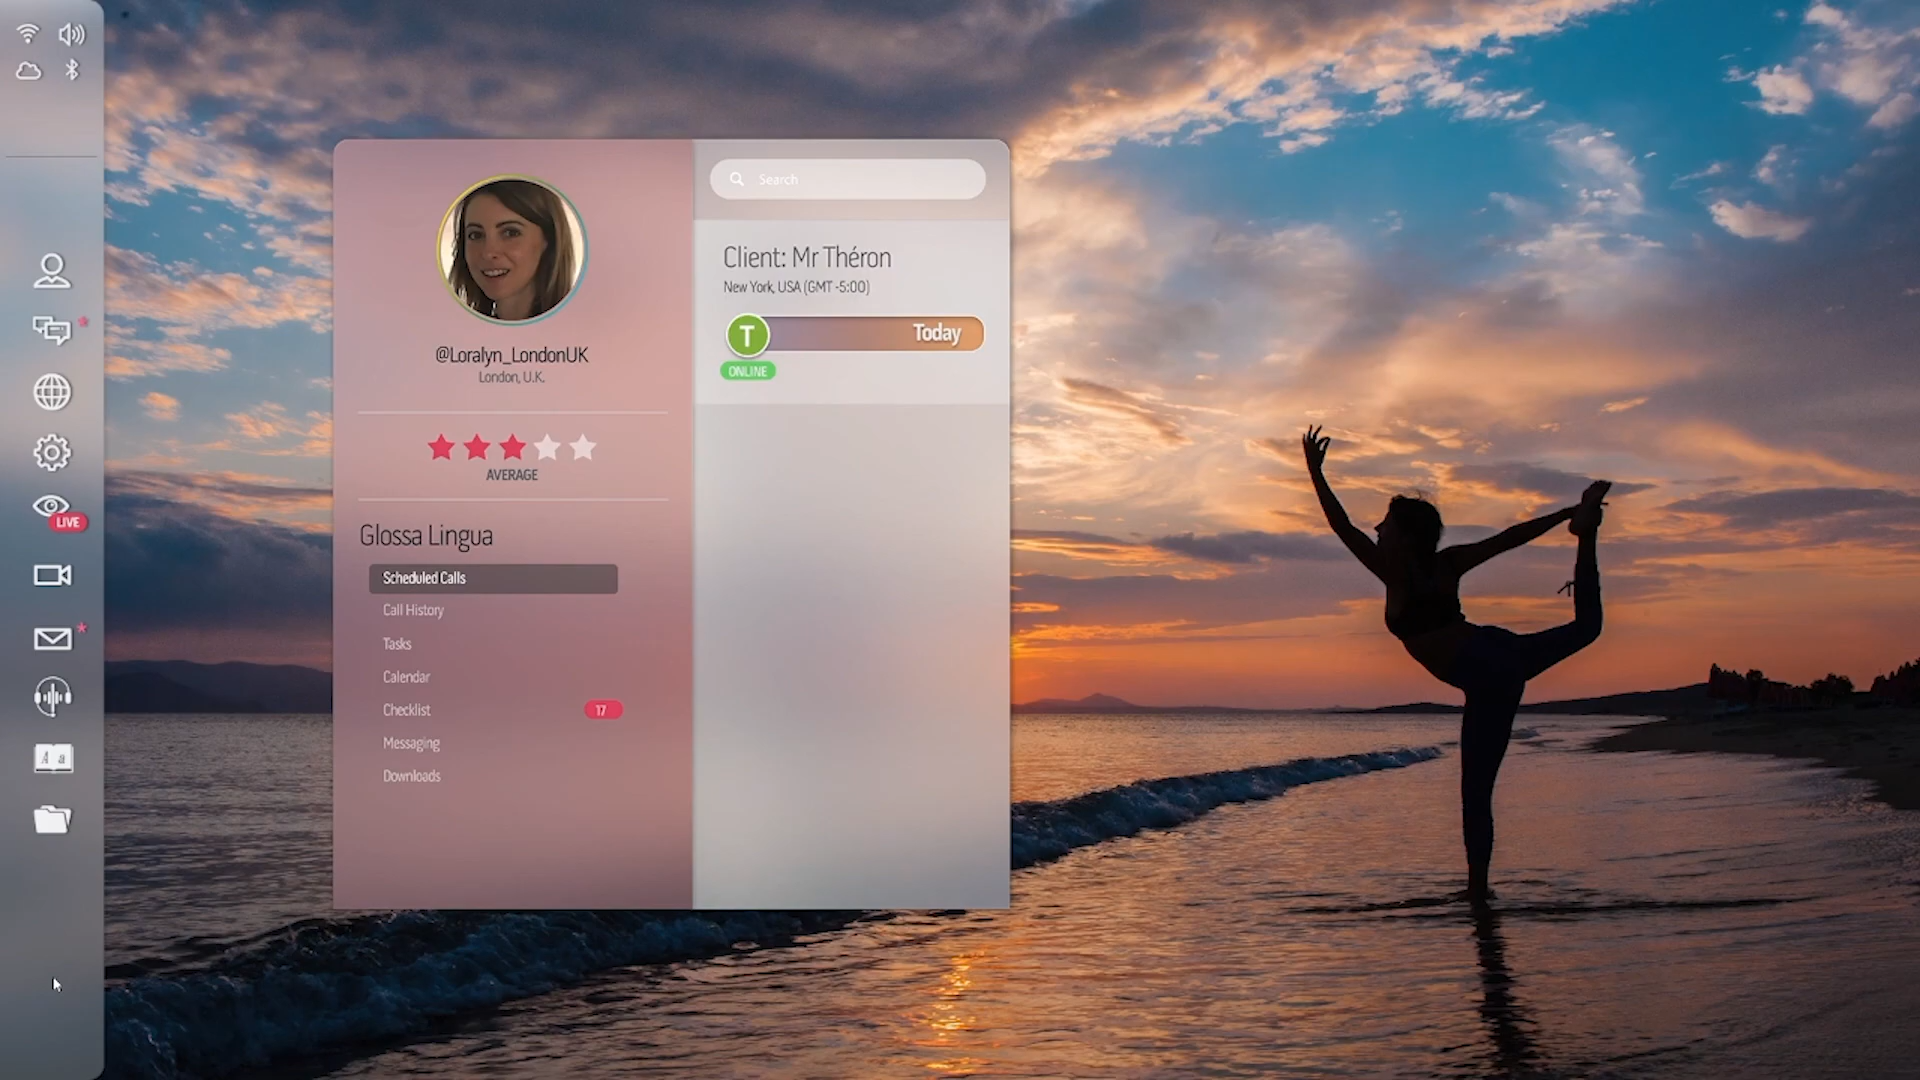 Search
@Loralyn_LondonUK
London, U.K.
AVERAGE
Glossa Lingua
Scheduled Calls
Call History
Tasks
Calendar
Checklist 17
Messaging
Downloads
Client: Mr Théron
New York, USA (GMT -5:00)
T Today
ONLINE
LIVE
A a